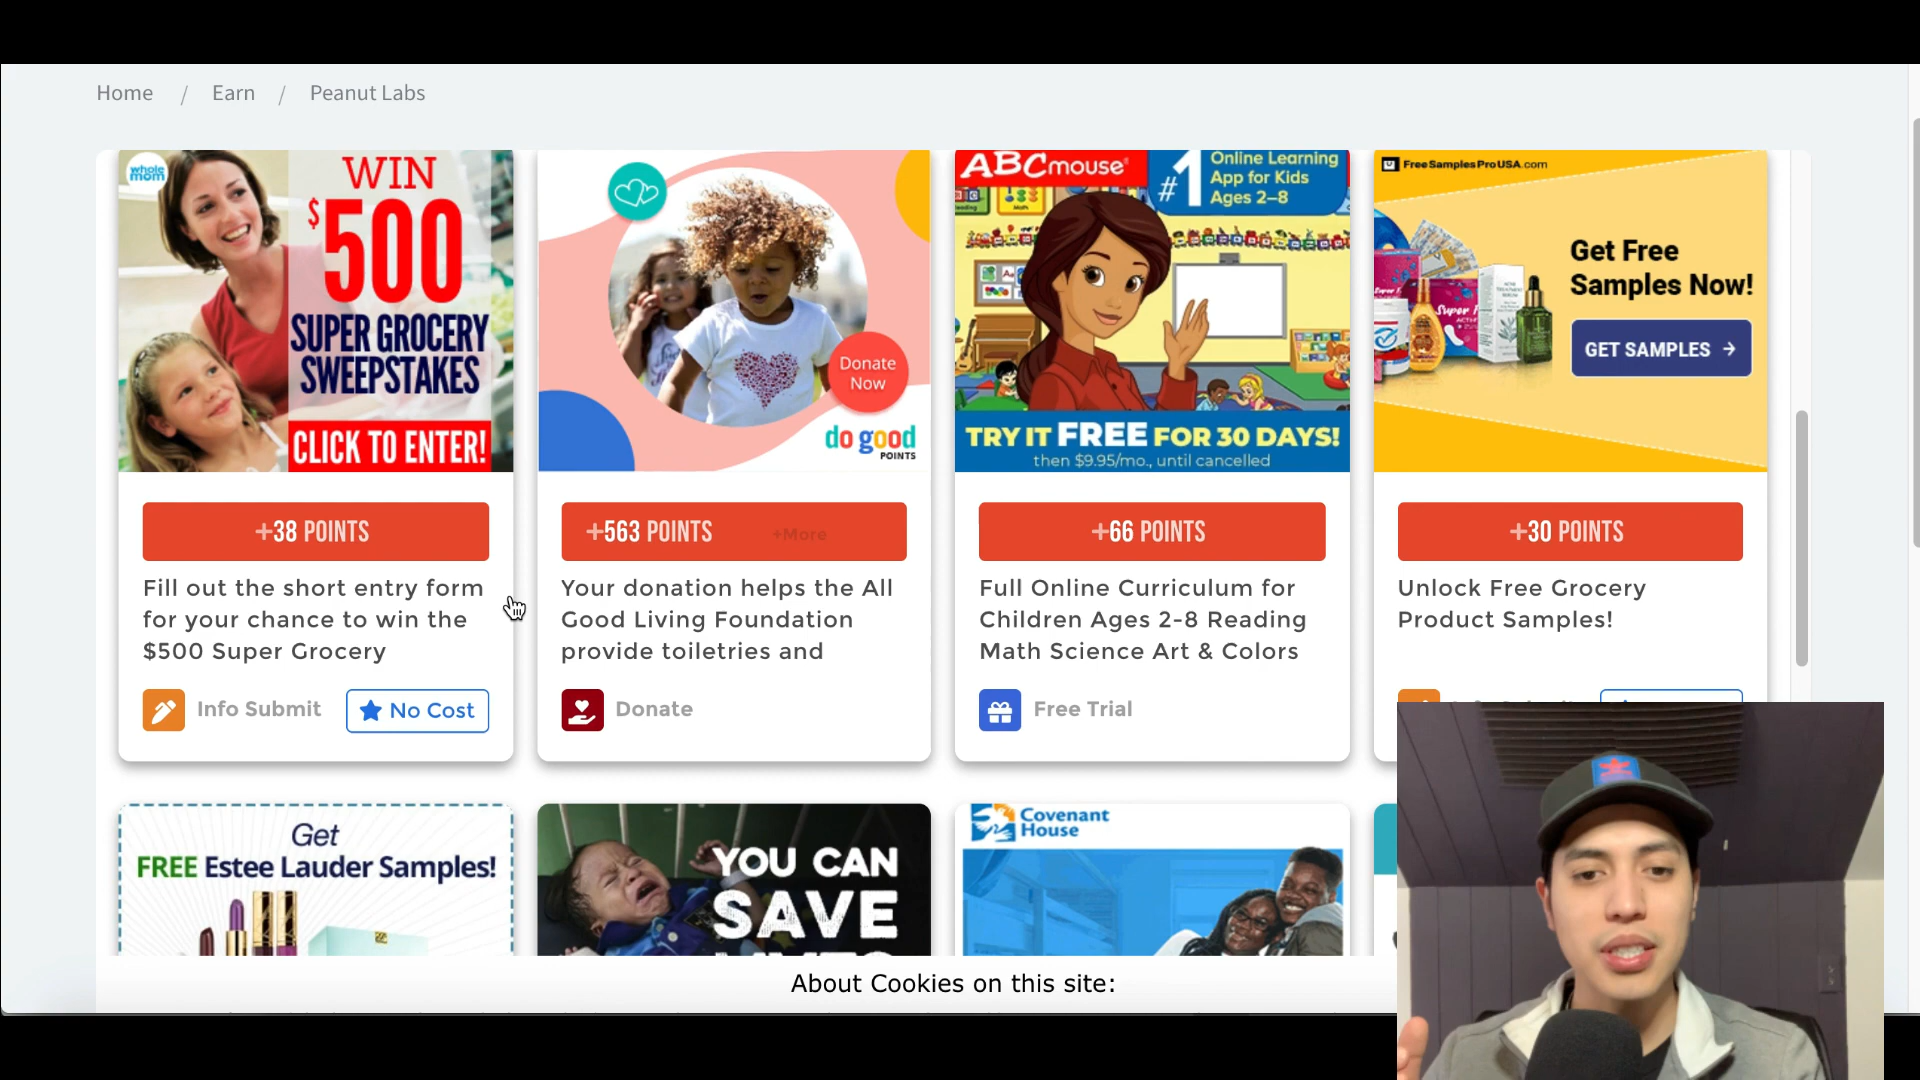 Home / Earn / Peanut Labs
whole
mom
WIN
$500
SUPER GROCERY
SWEEPSTAKES
CLICK TO ENTER!
+38 POINTS
Fill out the short entry form
for your chance to win the
$500 Super Grocery
Info Submit
No Cost
Donate
Now
do good
POINTS
+563 POINTS
+More
Your donation helps the All
Good Living Foundation
provide toiletries and
Donate
ABCmouse
#1
Online Learning
App for Kids
Ages 2–8
TRY IT FREE FOR 30 DAYS!
then $9.95/mo., until cancelled
+66 POINTS
Full Online Curriculum for
Children Ages 2-8 Reading
Math Science Art & Colors
Free Trial
FreeSamplesProUSA.com
Get Free
Samples Now!
GET SAMPLES →
+30 POINTS
Unlock Free Grocery
Product Samples!
Get
FREE Estee Lauder Samples!
YOU CAN
SAVE
Covenant
House
About Cookies on this site: